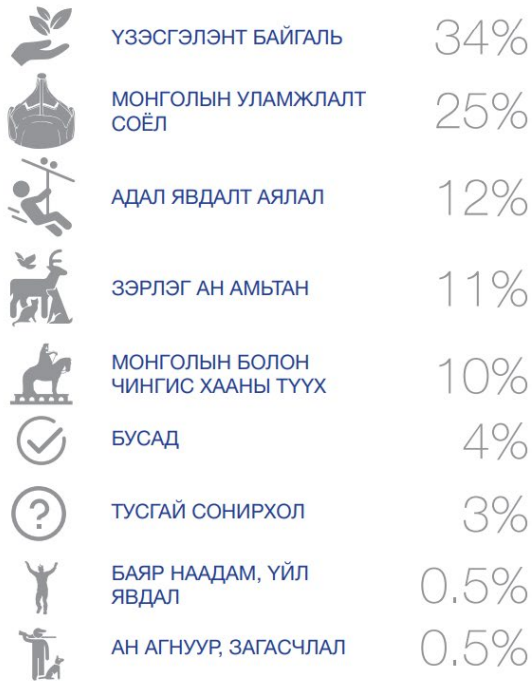 ҮЗЭСГЭЛЭНТ БАЙГАЛЬ 34%
МОНГОЛЫН УЛАМЖЛАЛТ
СОЁЛ 25%
АДАЛ ЯВДАЛТ АЯЛАЛ 12%
ЗЭРЛЭГ АН АМЬТАН 11%
МОНГОЛЫН БОЛОН
ЧИНГИС ХААНЫ ТҮҮХ 10%
БУСАД 4%
?
ТУСГАЙ СОНИРХОЛ 3%
БАЯР НААДАМ, ҮЙЛ
ЯВДАЛ 0.5%
АН АГНУУР, ЗАГАСЧЛАЛ 0.5%